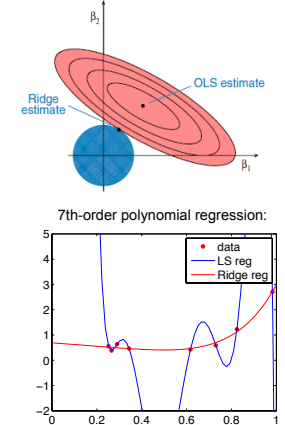 β2
OLS estimate
Ridge
estimate
β1
7th-order polynomial regression:
5
4
3
2
1
0
−1
−2
data
LS reg
Ridge reg
0 0.2 0.4 0.6 0.8 1